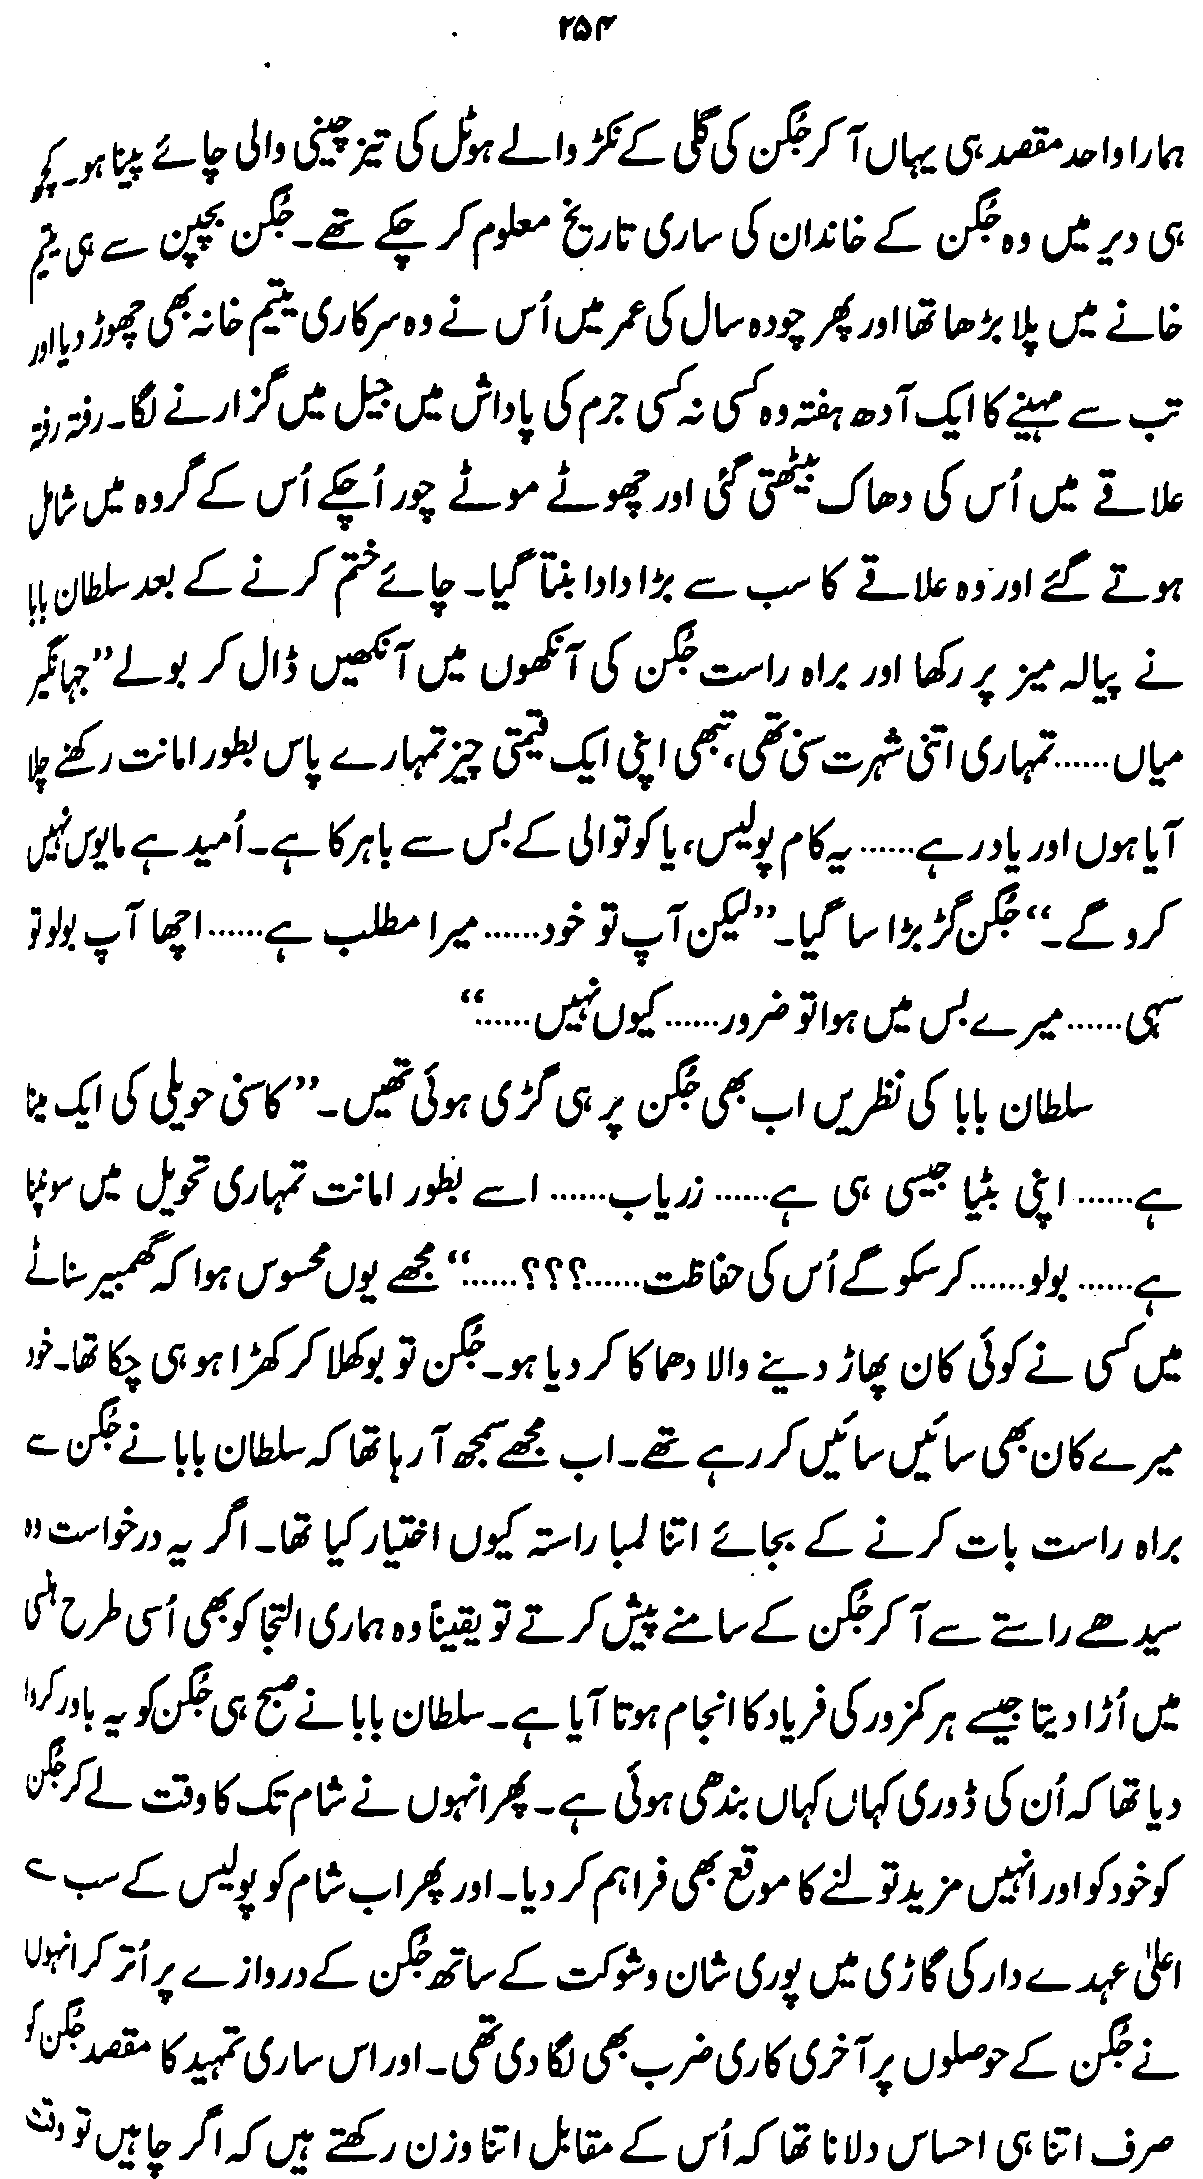 ۲۵۴
ہمارا واحد مقصد ہی یہاں آ کر جُگن کی گلی کے نکڑ والے ہوٹل کی تیز چینی والی چائے پینا ہو۔ کچھ
ہی دیر میں وہ جُگن کے خاندان کی ساری تاریخ معلوم کر چکے تھے۔ جُگن بچپن سے ہی یتیم
خانے میں پلا بڑھا تھا اور پھر چودہ سال کی عمر میں اُس نے وہ سرکاری یتیم خانہ بھی چھوڑ دیا اور
تب سے مہینے کا ایک آدھ ہفتہ وہ کسی نہ کسی جرم کی پاداش میں جیل میں گزارنے لگا۔ رفتہ رفتہ
علاقے میں اُس کی دھاک بیٹھتی گئی اور چھوٹے موٹے چور اُچکے اُس کے گروہ میں شامل
ہوتے گئے اور وہ علاقے کا سب سے بڑا دادا بنتا گیا۔ چائے ختم کرنے کے بعد سلطان بابا
نے پیالہ میز پر رکھا اور براہ راست جُگن کی آنکھوں میں آنکھیں ڈال کر بولے ”جہانگیر
میاں...... تمہاری اتنی شہرت سنی تھی، تبھی اپنی ایک قیمتی چیز تمہارے پاس بطور امانت رکھنے چلا
آیا ہوں اور یاد رہے...... یہ کام پولیس، یا کوتوالی کے بس سے باہر کا ہے۔ اُمید ہے مایوس نہیں
کرو گے۔“ جُگن گڑبڑا سا گیا۔ ”لیکن آپ تو خود...... میرا مطلب ہے...... اچھا آپ بولو تو
سہی...... میرے بس میں ہوا تو ضرور...... کیوں نہیں......“
سلطان بابا کی نظریں اب بھی جُگن پر ہی گڑی ہوئی تھیں۔ ”کاسنی حویلی کی ایک مینا
ہے...... اپنی بٹیا جیسی ہی ہے...... زریاب...... اسے بطور امانت تمہاری تحویل میں سونپنا
ہے...... بولو...... کر سکو گے اُس کی حفاظت......؟؟؟......“ مجھے یوں محسوس ہوا کہ گھمبیر سناٹے
میں کسی نے کوئی کان پھاڑ دینے والا دھماکا کر دیا ہو۔ جُگن تو بوکھلا کر کھڑا ہو ہی چکا تھا۔ خود
میرے کان بھی سائیں سائیں کر رہے تھے۔ اب مجھے سمجھ آ رہا تھا کہ سلطان بابا نے جُگن سے
براہ راست بات کرنے کے بجائے اتنا لمبا راستہ کیوں اختیار کیا تھا۔ اگر یہ درخواست وہ
سیدھے راستے سے آ کر جُگن کے سامنے پیش کرتے تو یقیناً وہ ہماری التجا کو بھی اُسی طرح ہنسی
میں اُڑا دیتا جیسے ہر کمزور کی فریاد کا انجام ہوتا آیا ہے۔ سلطان بابا نے صبح ہی جُگن کو یہ باور کروا
دیا تھا کہ اُن کی ڈوری کہاں کہاں بندھی ہوئی ہے۔ پھر انہوں نے شام تک کا وقت لے کر جُگن
کو خود کو اور انہیں مزید تولنے کا موقع بھی فراہم کر دیا۔ اور پھر اب شام کو پولیس کے سب سے
اعلیٰ عہدے دار کی گاڑی میں پوری شان و شوکت کے ساتھ جُگن کے دروازے پر اُتر کر انہوں
نے جُگن کے حوصلوں پر آخری کاری ضرب بھی لگا دی تھی۔ اور اس ساری تمہید کا مقصد جُگن کو
صرف اتنا ہی احساس دلانا تھا کہ اُس کے مقابل اتنا وزن رکھتے ہیں کہ اگر چاہیں تو وقت